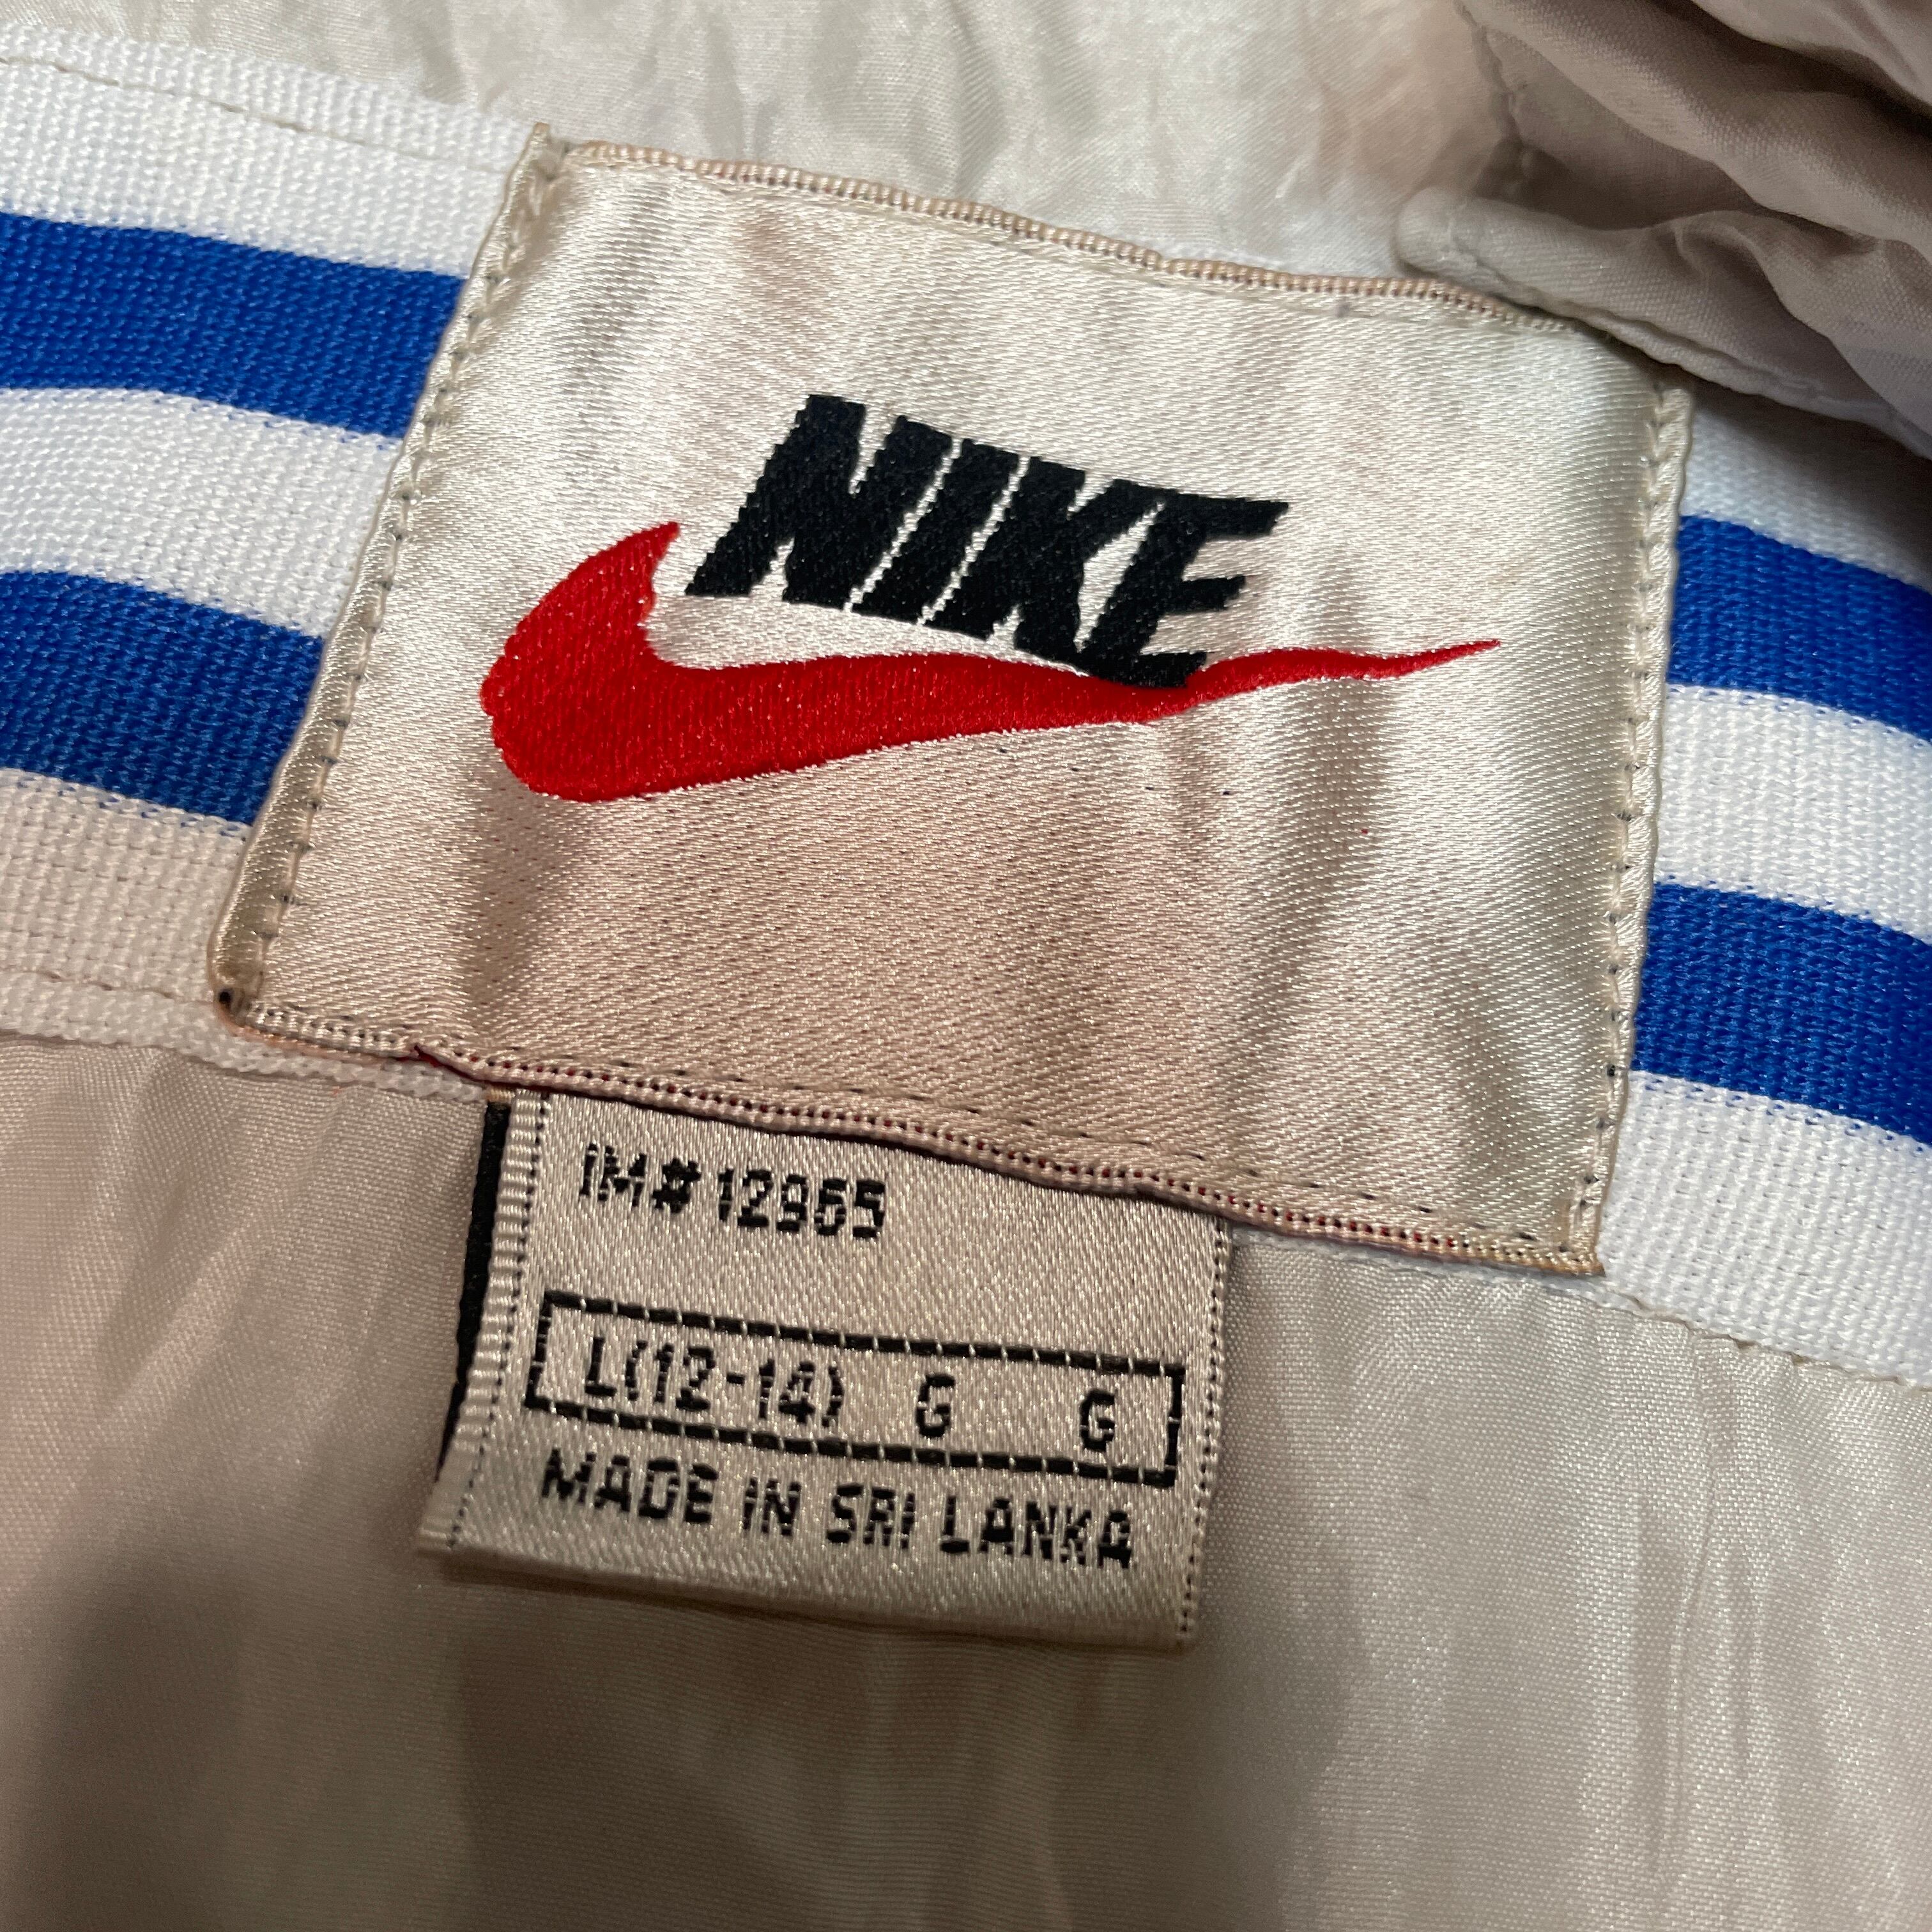 NIKE
IM#12965
L(12-14) G G
MADE IN SRI LANKA